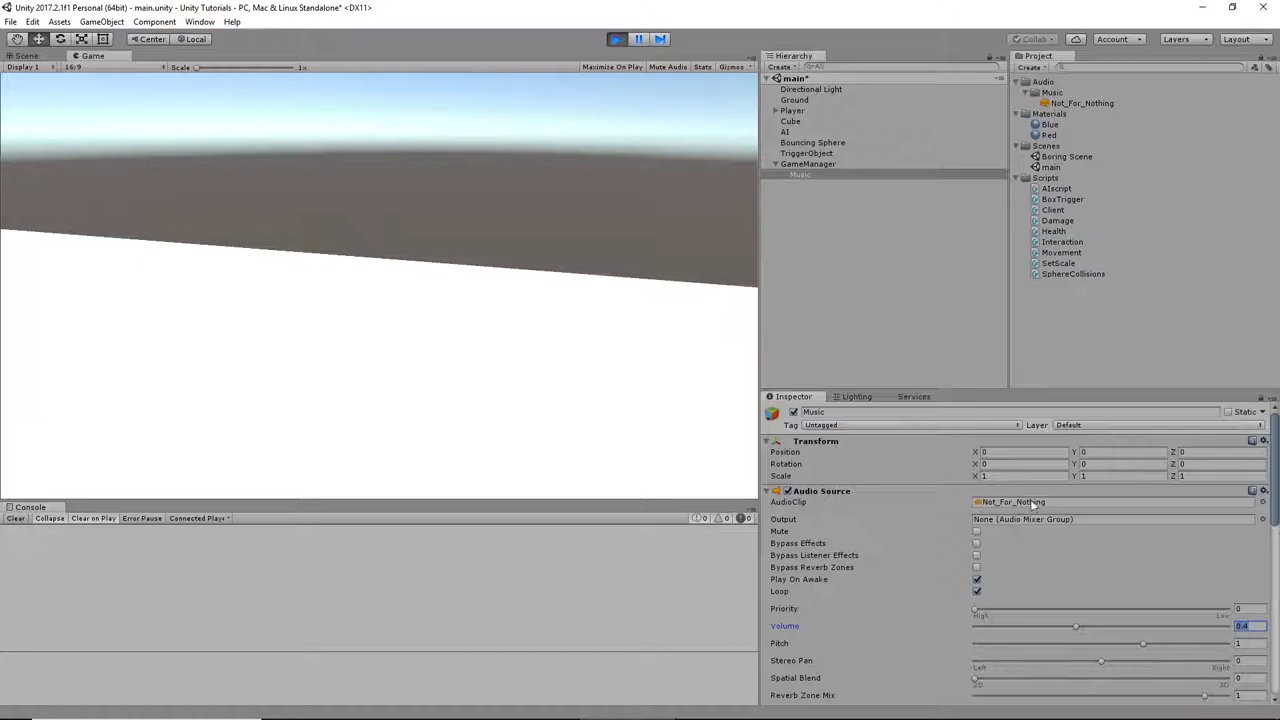 Unity 2017.2.1f1 Personal (64bit) - main.unity - Unity Tutorials - PC, Mac & Linux Standalone* <DX11>
File Edit Assets GameObject Component Window Help
Center Local Collab Account Layers Layout
Scene Game
Display 1 16:9 Scale 1x Maximize On Play Mute Audio Stats Gizmos
Hierarchy
Create All
main*
Directional Light
Ground
Player
Cube
AI
Bouncing Sphere
TriggerObject
GameManager
Music
Project
Create
Audio
Music
Not_For_Nothing
Materials
Blue
Red
Scenes
Boring Scene
main
Scripts
AIscript
BoxTrigger
Client
Damage
Health
Interaction
Movement
SetScale
SphereCollisions
Inspector Lighting Services
Music Static
Tag Untagged Layer Default
Transform
Position X 0 Y 0 Z 0
Rotation X 0 Y 0 Z 0
Scale X 1 Y 1 Z 1
Audio Source
AudioClip Not_For_Nothing
Output None (Audio Mixer Group)
Mute
Bypass Effects
Bypass Listener Effects
Bypass Reverb Zones
Play On Awake
Loop
Priority 0
High Low
Volume 0.4
Pitch 1
Stereo Pan 0
Left Right
Spatial Blend 0
2D 3D
Reverb Zone Mix 1
Console
Clear Collapse Clear on Play Error Pause Connected Play 0 0 0